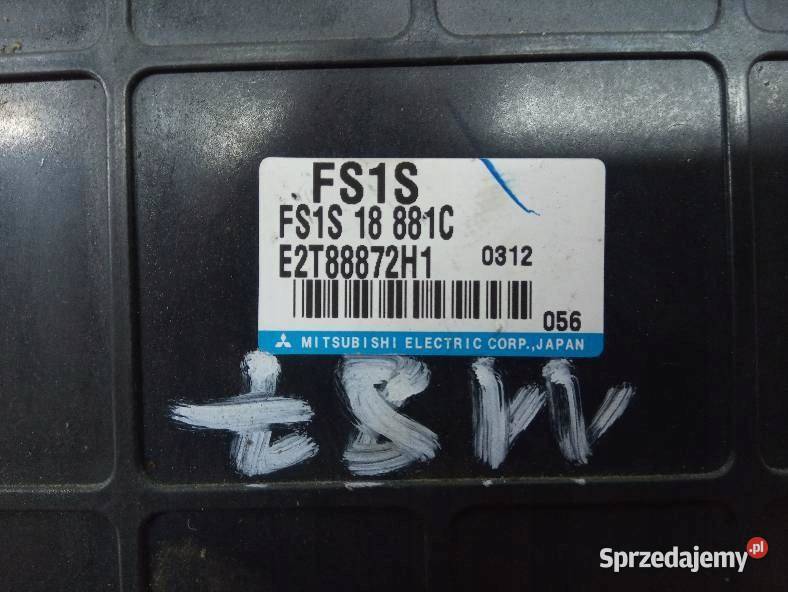 FS1S
FS1S 18 881C
E2T88872H1 0312
056
MITSUBISHI ELECTRIC CORP.,JAPAN
Sprzedajemy.pl